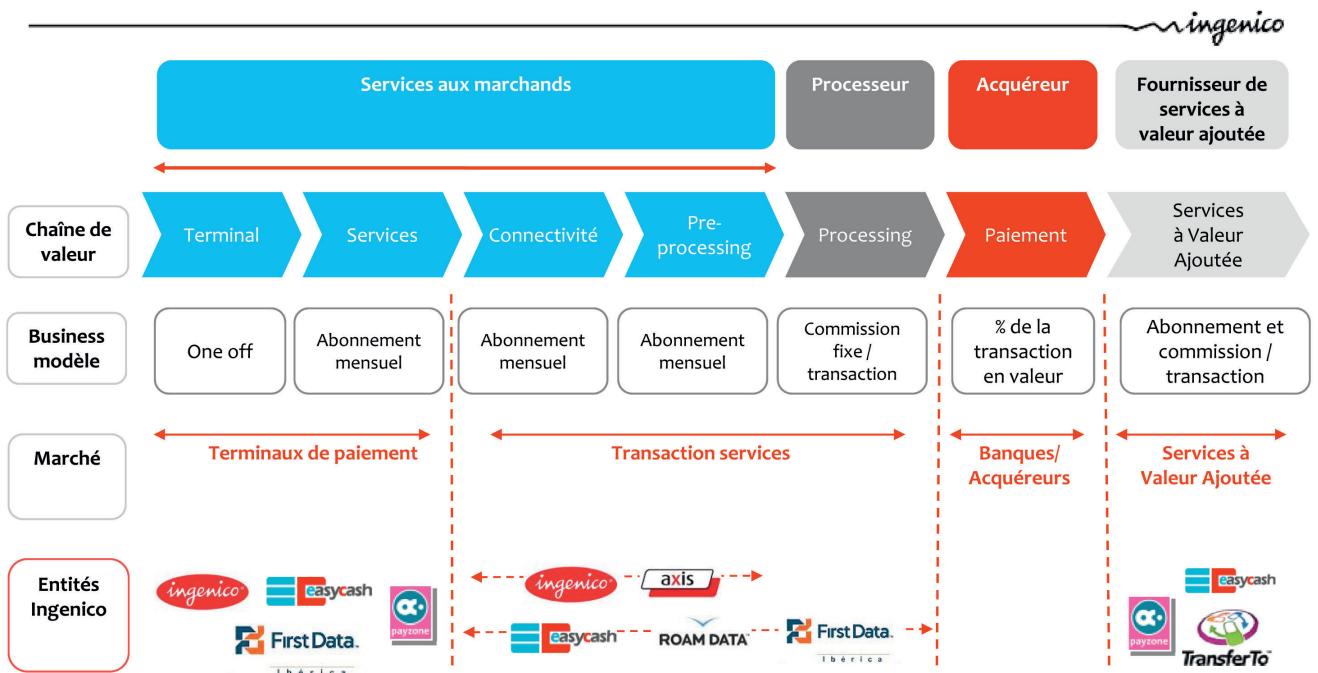 ingenico
Services aux marchands
Processeur
Acquéreur
Fournisseur de
services à
valeur ajoutée
Chaîne de
valeur
Terminal
Services
Connectivité
Pre-
processing
Processing
Paiement
Services
à Valeur
Ajoutée
Business
modèle
One off
Abonnement
mensuel
Abonnement
mensuel
Abonnement
mensuel
Commission
fixe /
transaction
% de la
transaction
en valeur
Abonnement et
commission /
transaction
Marché
Terminaux de paiement
Transaction services
Banques/
Acquéreurs
Services à
Valeur Ajoutée
Entités
Ingenico
ingenico
easycash
payzone
First Data.
Ibérica
ingenico
axis
easycash
ROAM DATA™
First Data.
Ibérica
easycash
payzone
TransferTo™